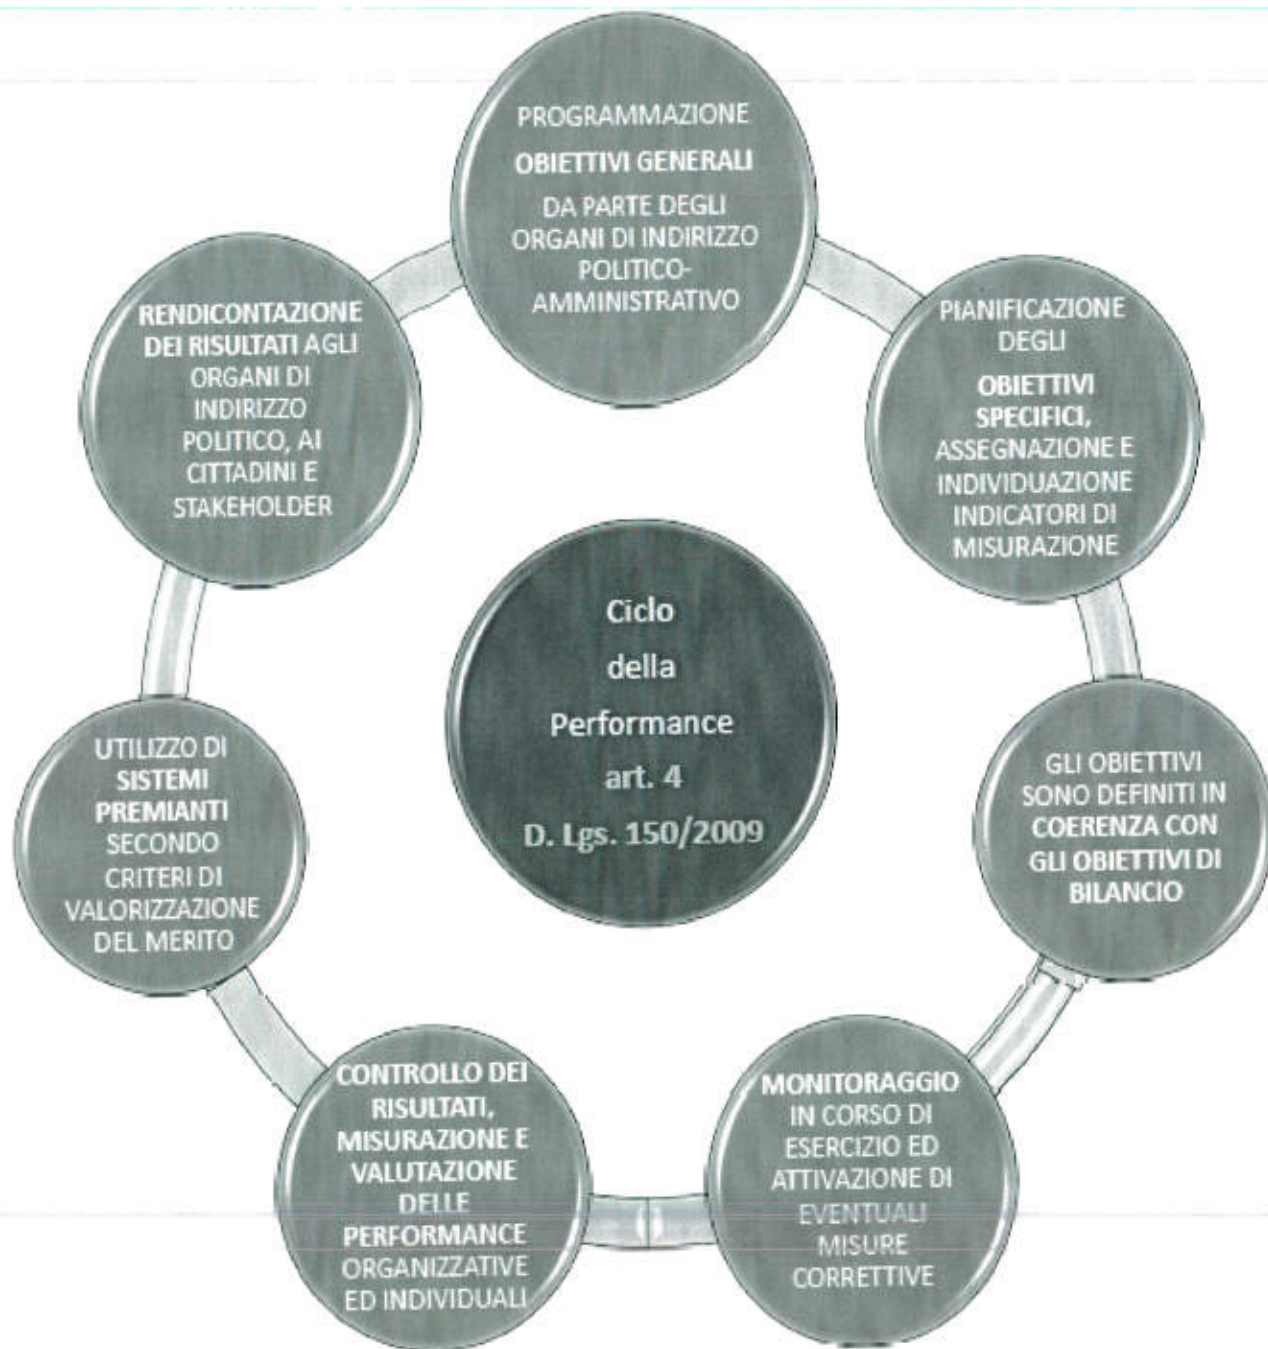 PROGRAMMAZIONE
OBIETTIVI GENERALI
DA PARTE DEGLI
ORGANI DI INDIRIZZO
POLITICO-
AMMINISTRATIVO
PIANIFICAZIONE
DEGLI
OBIETTIVI
SPECIFICI,
ASSEGNAZIONE E
INDIVIDUAZIONE
INDICATORI DI
MISURAZIONE
GLI OBIETTIVI
SONO DEFINITI IN
COERENZA CON
GLI OBIETTIVI DI
BILANCIO
MONITORAGGIO
IN CORSO DI
ESERCIZIO ED
ATTIVAZIONE DI
EVENTUALI
MISURE
CORRETTIVE
CONTROLLO DEI
RISULTATI,
MISURAZIONE E
VALUTAZIONE
DELLE
PERFORMANCE
ORGANIZZATIVE
ED INDIVIDUALI
UTILIZZO DI
SISTEMI
PREMIANTI
SECONDO
CRITERI DI
VALORIZZAZIONE
DEL MERITO
RENDICONTAZIONE
DEI RISULTATI AGLI
ORGANI DI
INDIRIZZO
POLITICO, AI
CITTADINI E
STAKEHOLDER
Ciclo
della
Performance
art. 4
D. Lgs. 150/2009